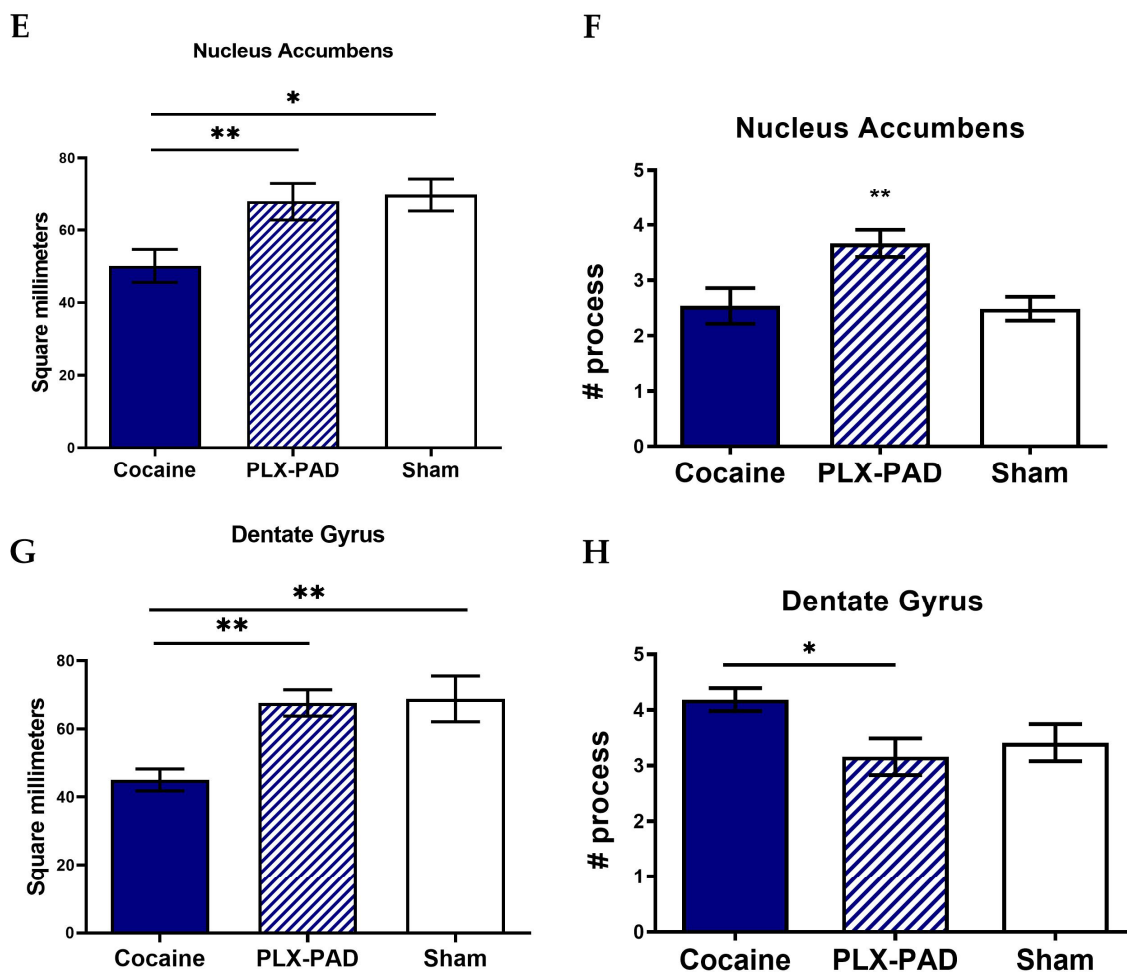 E
Nucleus Accumbens
*
**
Square millimeters
80
60
40
20
0
Cocaine PLX-PAD Sham
F
Nucleus Accumbens
**
# process
5
4
3
2
1
0
Cocaine PLX-PAD Sham
G
Dentate Gyrus
**
**
Square millimeters
80
60
40
20
0
Cocaine PLX-PAD Sham
H
Dentate Gyrus
*
# process
5
4
3
2
1
0
Cocaine PLX-PAD Sham